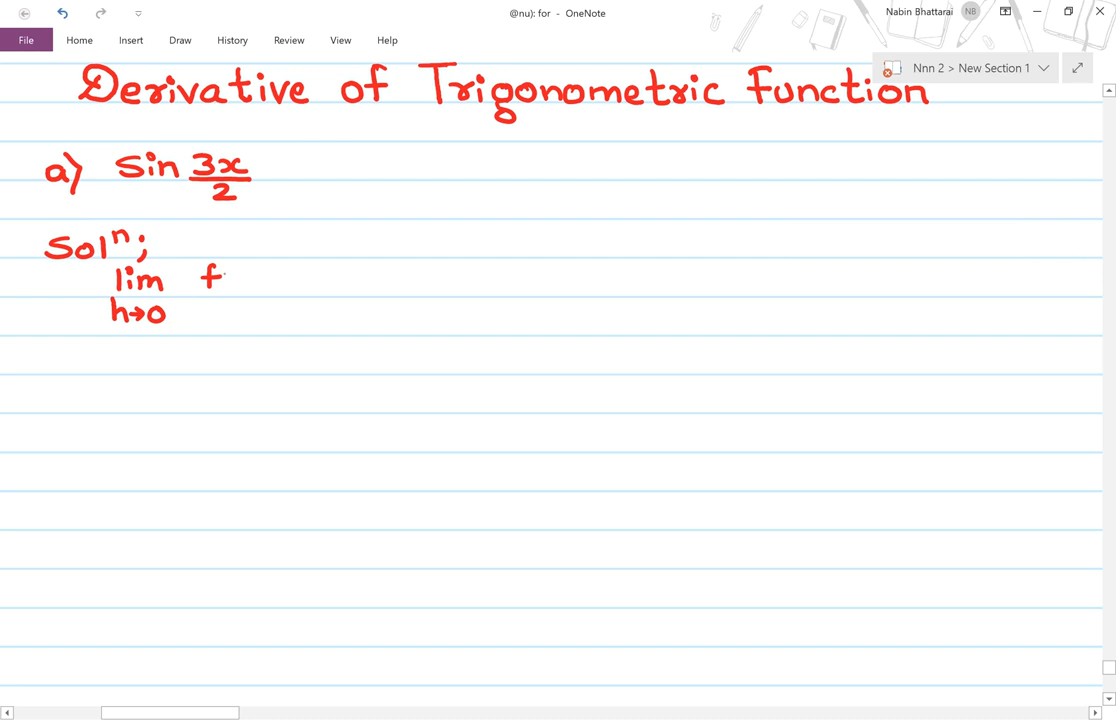 @nu): for - OneNote
Nabin Bhattarai NB
File Home Insert Draw History Review View Help
Nnn 2 > New Section 1
Derivative of Trigonometric Function
a) Sin 3x/2
Solⁿ;
lim f
h→0